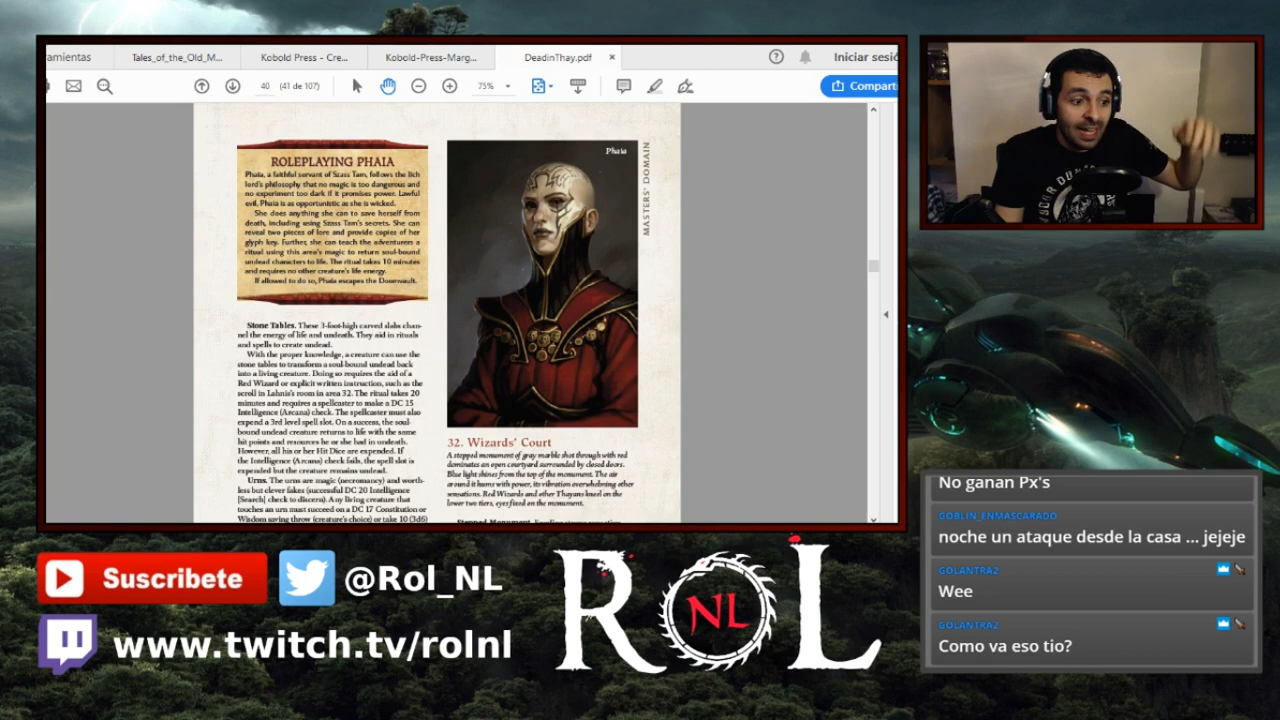 amientas
Tales_of_the_Old_M...
Kobold Press - Cre...
Kobold-Press-Marg...
DeadinThay.pdf
Iniciar sesió
40 (41 de 107)
75%
Comparti
ROLEPLAYING PHAIA
Phaia, a faithful servant of Szass Tam, follows the lich
lord's philosophy that no magic is too dangerous and
no experiment too dark if it promises power. Lawful
evil, Phaia is as opportunistic as she is wicked.
She does anything she can to save herself from
death, including using Szass Tam's secrets. She can
reveal two pieces of lore and provide copies of her
glyph key. Further, she can teach the adventurers a
ritual using this area's magic to return soul-bound
undead characters to life. The ritual takes 10 minutes
and requires no other creature's life energy.
If allowed to do so, Phaia escapes the Doomvault.
Stone Tables. These 3-foot-high carved slabs chan-
nel the energy of life and undeath. They aid in rituals
and spells to create undead.
With the proper knowledge, a creature can use the
stone tables to transform a soul-bound undead back
into a living creature. Doing so requires the aid of a
Red Wizard or explicit written instruction, such as the
scroll in Lahnis's room in area 32. The ritual takes 20
minutes and requires a spellcaster to make a DC 15
Intelligence (Arcana) check. The spellcaster must also
expend a 3rd level spell slot. On a success, the soul-
bound undead creature returns to life with the same
hit points and resources he or she had in undeath.
However, all his or her Hit Dice are expended. If
the Intelligence (Arcana) check fails, the spell slot is
expended but the creature remains undead.
Urns. The urns are magic (necromancy) and worth-
less but clever fakes (successful DC 20 Intelligence
[Search] check to discern). Any living creature that
touches an urn must succeed on a DC 17 Constitution or
Wisdom saving throw (creature's choice) or take 10 (3d6)
Phaia
MASTERS' DOMAIN
32. Wizards' Court
A stepped monument of gray marble shot through with red
dominates an open courtyard surrounded by closed doors.
Blue light shines from the top of the monument. The air
around it hums with power, its vibration overwhelming other
sensations. Red Wizards and other Thayans kneel on the
lower two tiers, eyes fixed on the monument.
Stepped Monument.
No ganan Px's
GOBLIN_ENMASCARADO
noche un ataque desde la casa ... jejeje
GOLANTRA2
Wee
GOLANTRA2
Como va eso tio?
Suscribete
@Rol_NL
www.twitch.tv/rolnl
ROL
NL